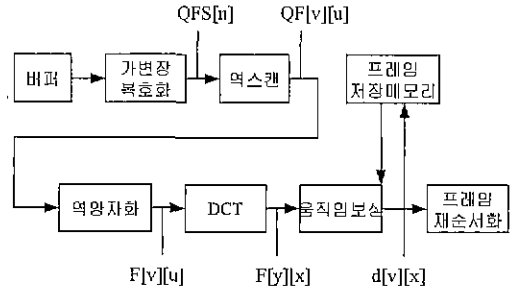 QFS[n]
QF[v][u]
버퍼
가변장
복호화
역스캔
프레임
저장메모리
역양자화
DCT
움직임보상
프레임
재순서화
F[v][u]
F[y][x]
d[v][x]